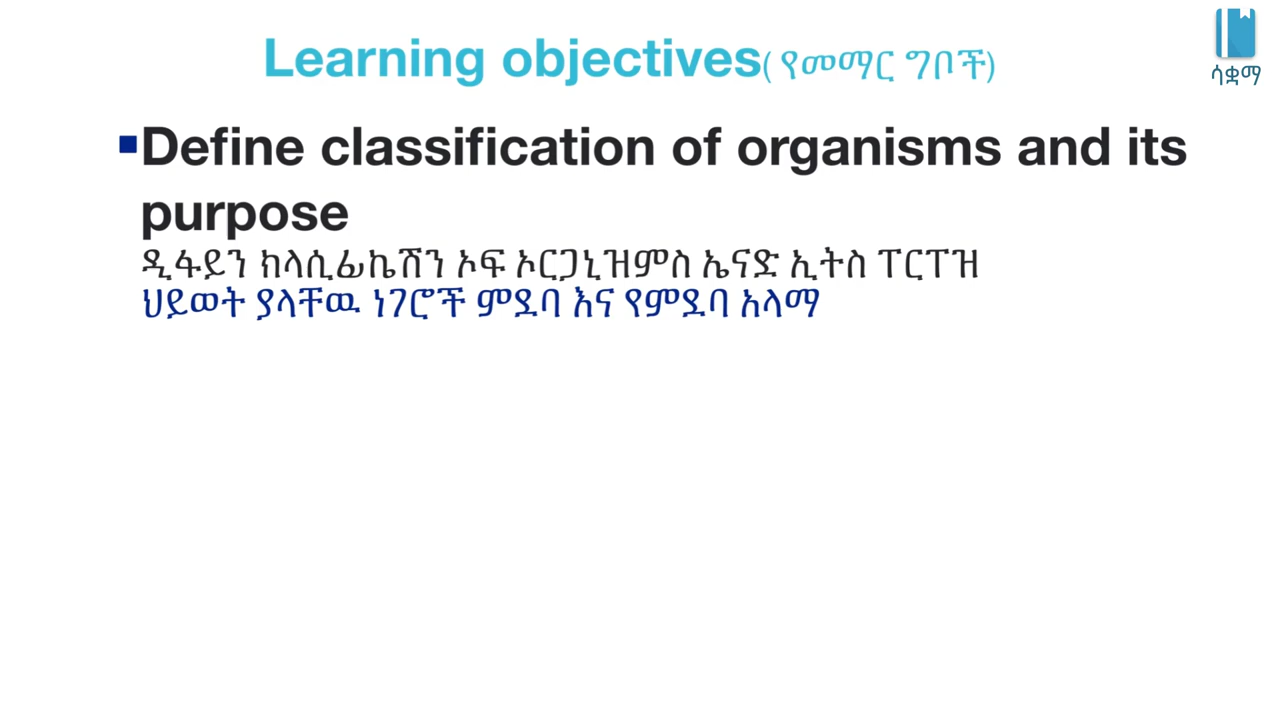 Learning objectives( የመማር ግቦች)
ሳቋማ
▪Define classification of organisms and its
purpose
ዲፋይን ክላሲፊኬሽን ኦፍ ኦርጋኒዝምስ ኤናድ ኢትስ ፐርፐዝ
ህይወት ያላቸዉ ነገሮች ምደባ እና የምደባ አላማ